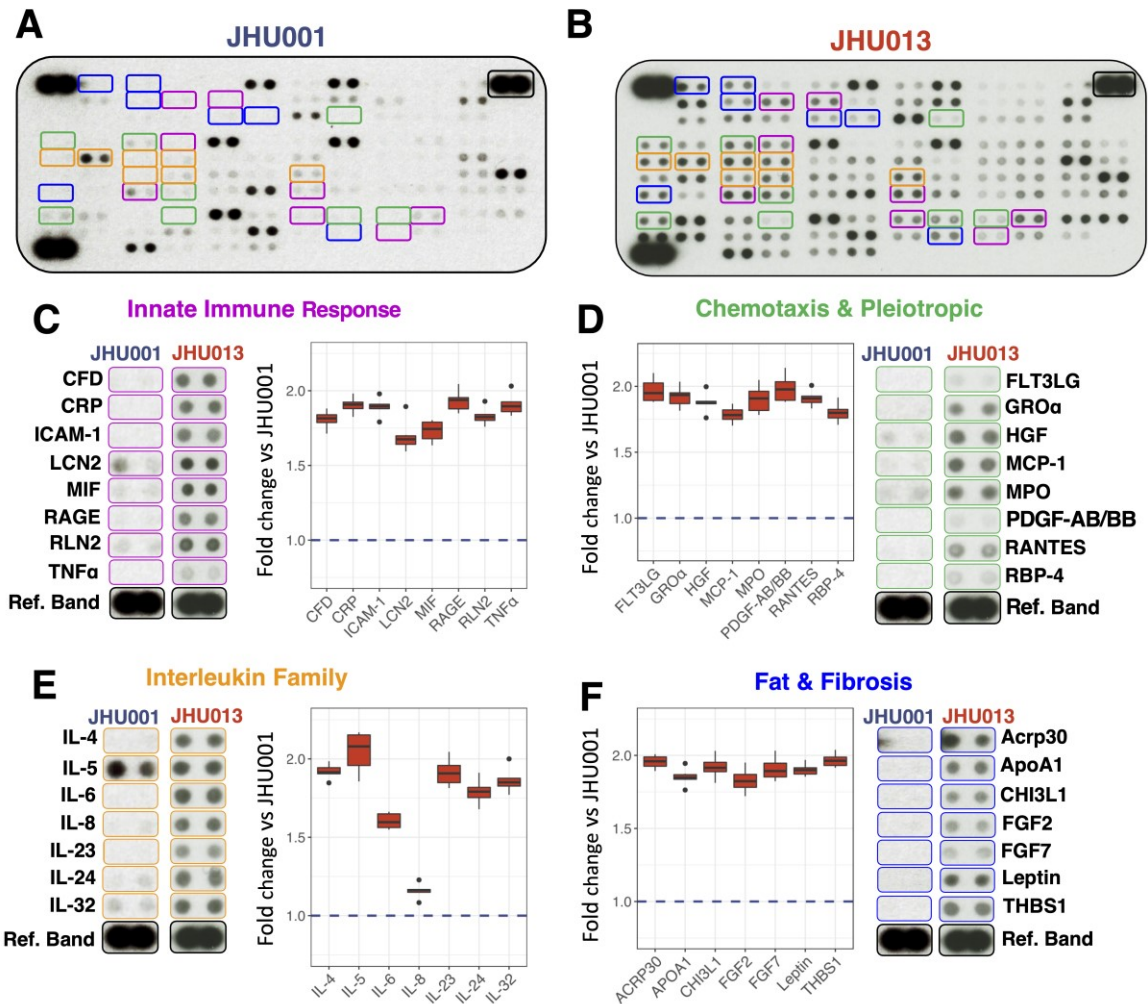 A
JHU001
B
JHU013
C
Innate Immune Response
JHU001
JHU013
CFD
CRP
ICAM-1
LCN2
MIF
RAGE
RLN2
TNFα
Ref. Band
Fold change vs JHU001
2.0
1.5
1.0
CFD
CRP
ICAM-1
LCN2
MIF
RAGE
RLN2
TNFα
D
Chemotaxis & Pleiotropic
Fold change vs JHU001
2.0
1.5
1.0
FLT3LG
GROα
HGF
MCP-1
MPO
PDGF-AB/BB
RANTES
RBP-4
JHU001
JHU013
FLT3LG
GROα
HGF
MCP-1
MPO
PDGF-AB/BB
RANTES
RBP-4
Ref. Band
E
Interleukin Family
JHU001
JHU013
IL-4
IL-5
IL-6
IL-8
IL-23
IL-24
IL-32
Ref. Band
Fold change vs JHU001
2.0
1.5
1.0
IL-4
IL-5
IL-6
IL-8
IL-23
IL-24
IL-32
F
Fat & Fibrosis
Fold change vs JHU001
2.0
1.5
1.0
ACRP30
APOA1
CHI3L1
FGF2
FGF7
Leptin
THBS1
JHU001
JHU013
Acrp30
ApoA1
CHI3L1
FGF2
FGF7
Leptin
THBS1
Ref. Band